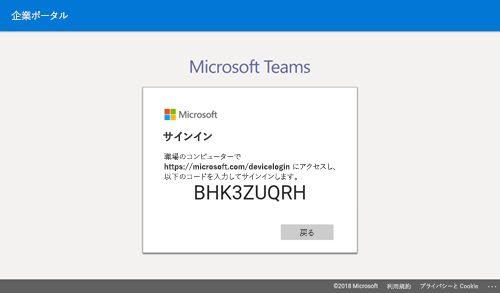 企業ポータル
Microsoft Teams
Microsoft
サインイン
職場のコンピューターで
https://microsoft.com/devicelogin にアクセスし、
以下のコードを入力してサインインします。
BHK3ZUQRH
戻る
©2018 Microsoft 利用規約 プライバシーと Cookie ...